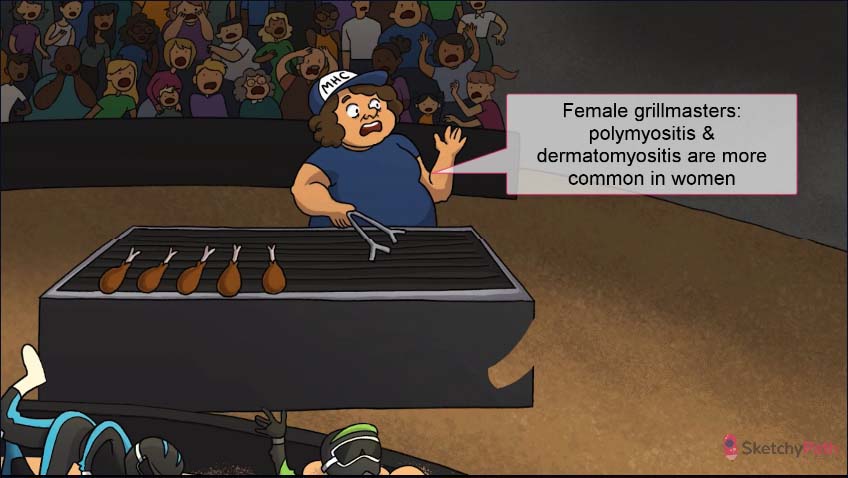 MHC
Female grillmasters:
polymyositis &
dermatomyositis are more
common in women
SketchyPath